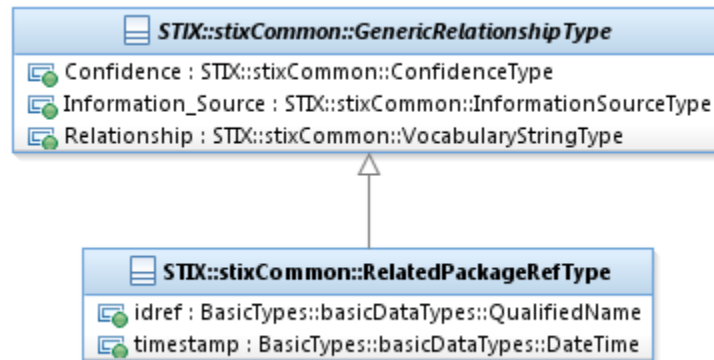 STIX::stixCommon::GenericRelationshipType
Confidence : STIX::stixCommon::ConfidenceType
Information_Source : STIX::stixCommon::InformationSourceType
Relationship : STIX::stixCommon::VocabularyStringType
STIX::stixCommon::RelatedPackageRefType
idref : BasicTypes::basicDataTypes::QualifiedName
timestamp : BasicTypes::basicDataTypes::DateTime